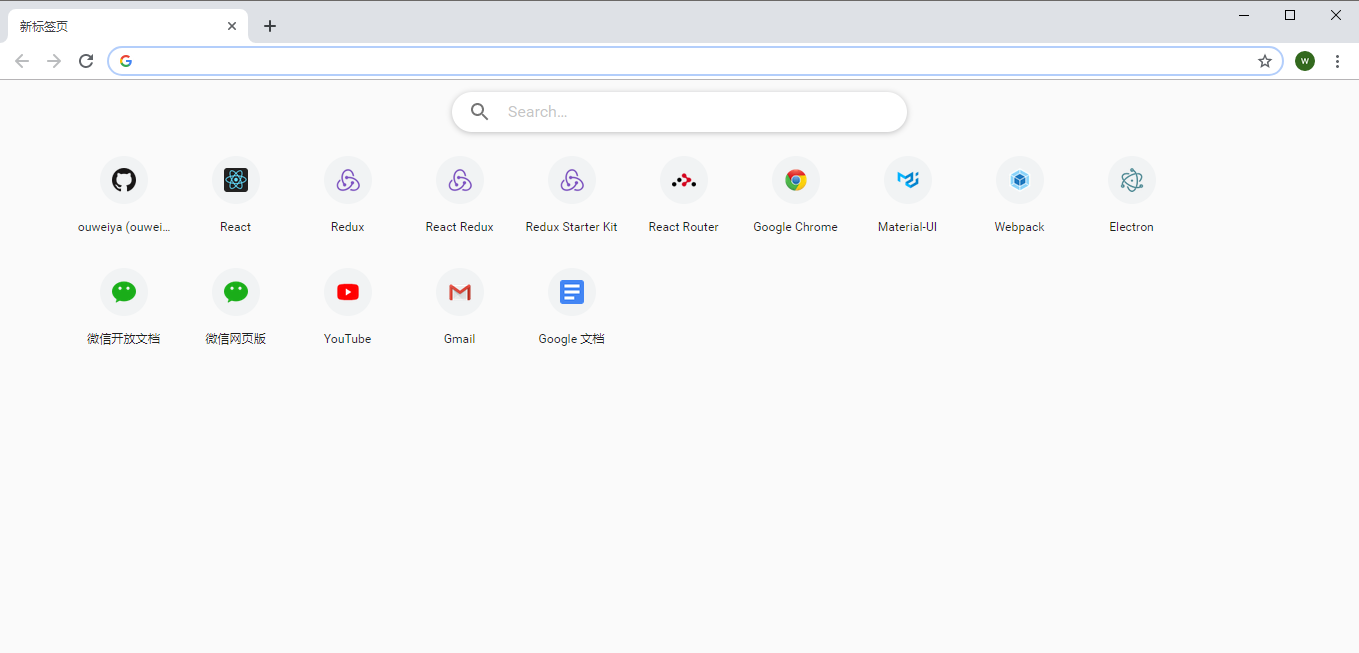 新标签页
W
Search...
ouweiya (ouwei...
React
Redux
React Redux
Redux Starter Kit
React Router
Google Chrome
Material-UI
Webpack
Electron
微信开放文档
微信网页版
YouTube
Gmail
Google 文档